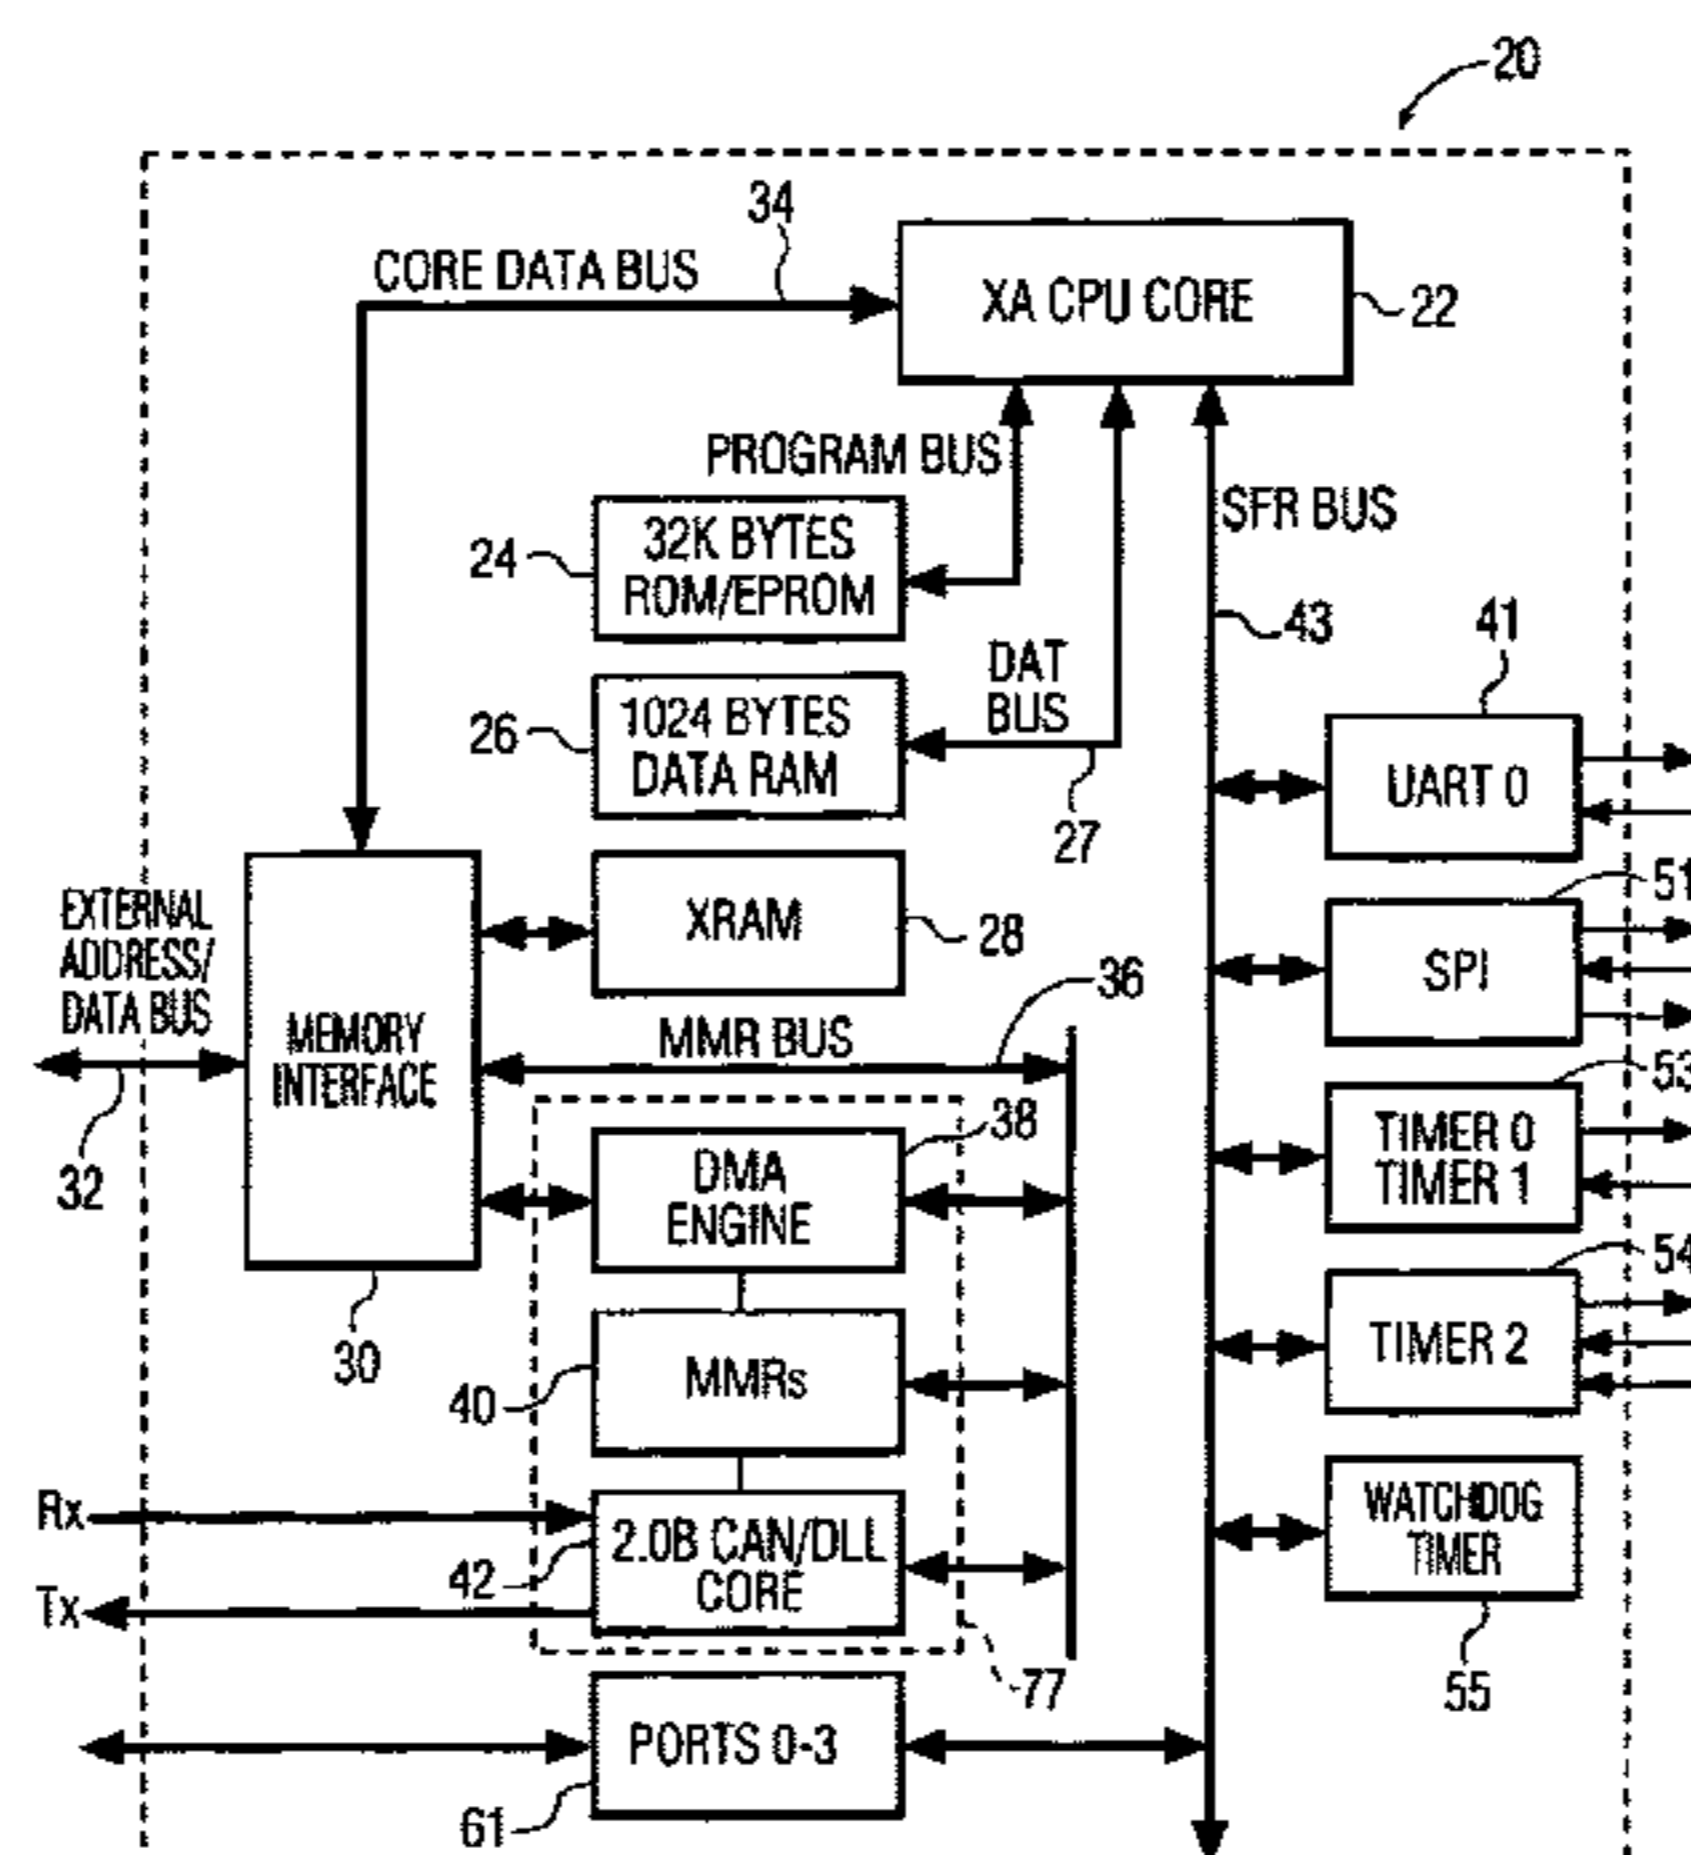 20
34
CORE DATA BUS
XA CPU CORE
22
PROGRAM BUS
SFR BUS
24
32K BYTES
ROM/EPROM
43
41
DAT
BUS
26
1024 BYTES
DATA RAM
27
UART 0
51
EXTERNAL
ADDRESS/
DATA BUS
XRAM
28
SPI
36
MEMORY
INTERFACE
MMR BUS
53
32
38
DMA
ENGINE
TIMER 0
TIMER 1
54
30
40
MMRs
TIMER 2
Rx
42
2.0B CAN/DLL
CORE
WATCHDOG
TIMER
Tx
77
55
PORTS 0-3
61